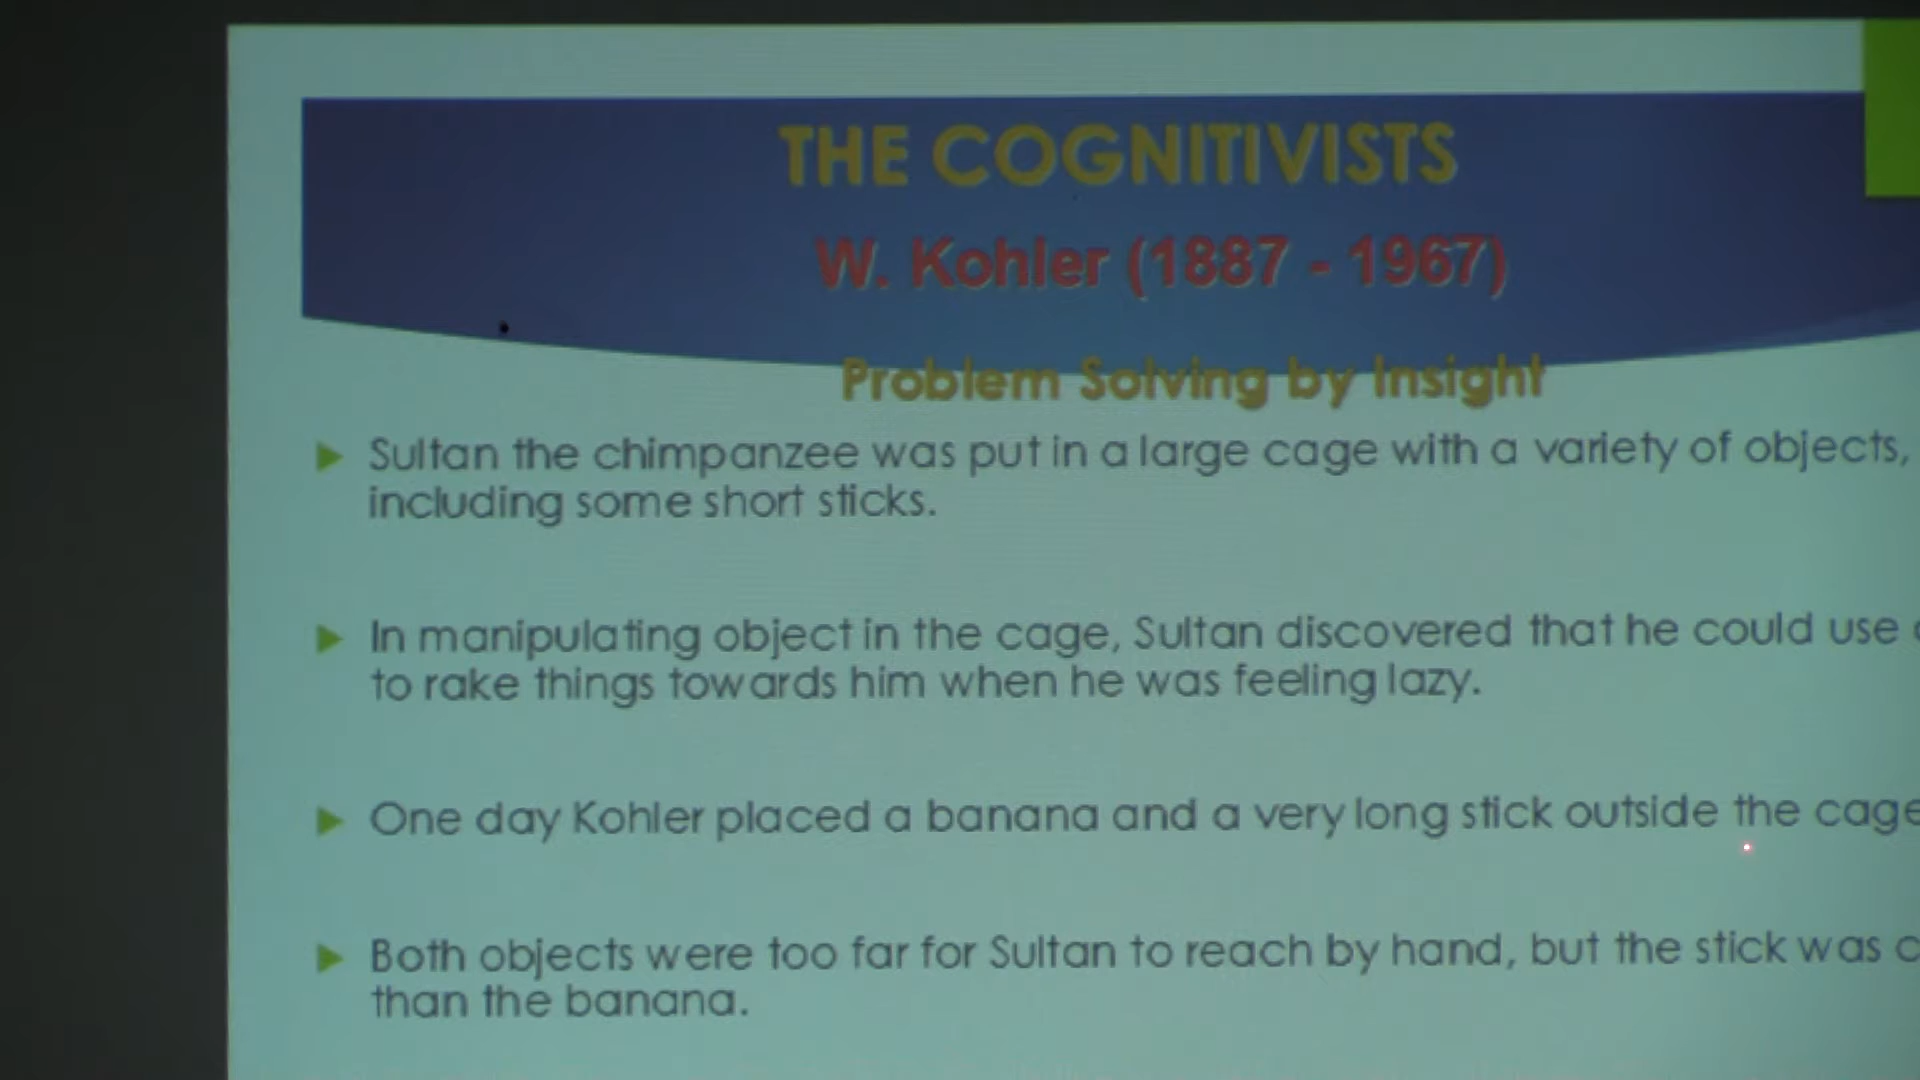 THE COGNITIVISTS
W. Kohler (1887 - 1967)
Problem Solving by Insight
Sultan the chimpanzee was put in a large cage with a variety of objects,
including some short sticks.
In manipulating object in the cage, Sultan discovered that he could use
to rake things towards him when he was feeling lazy.
One day Kohler placed a banana and a very long stick outside the cage
Both objects were too far for Sultan to reach by hand, but the stick was
than the banana.